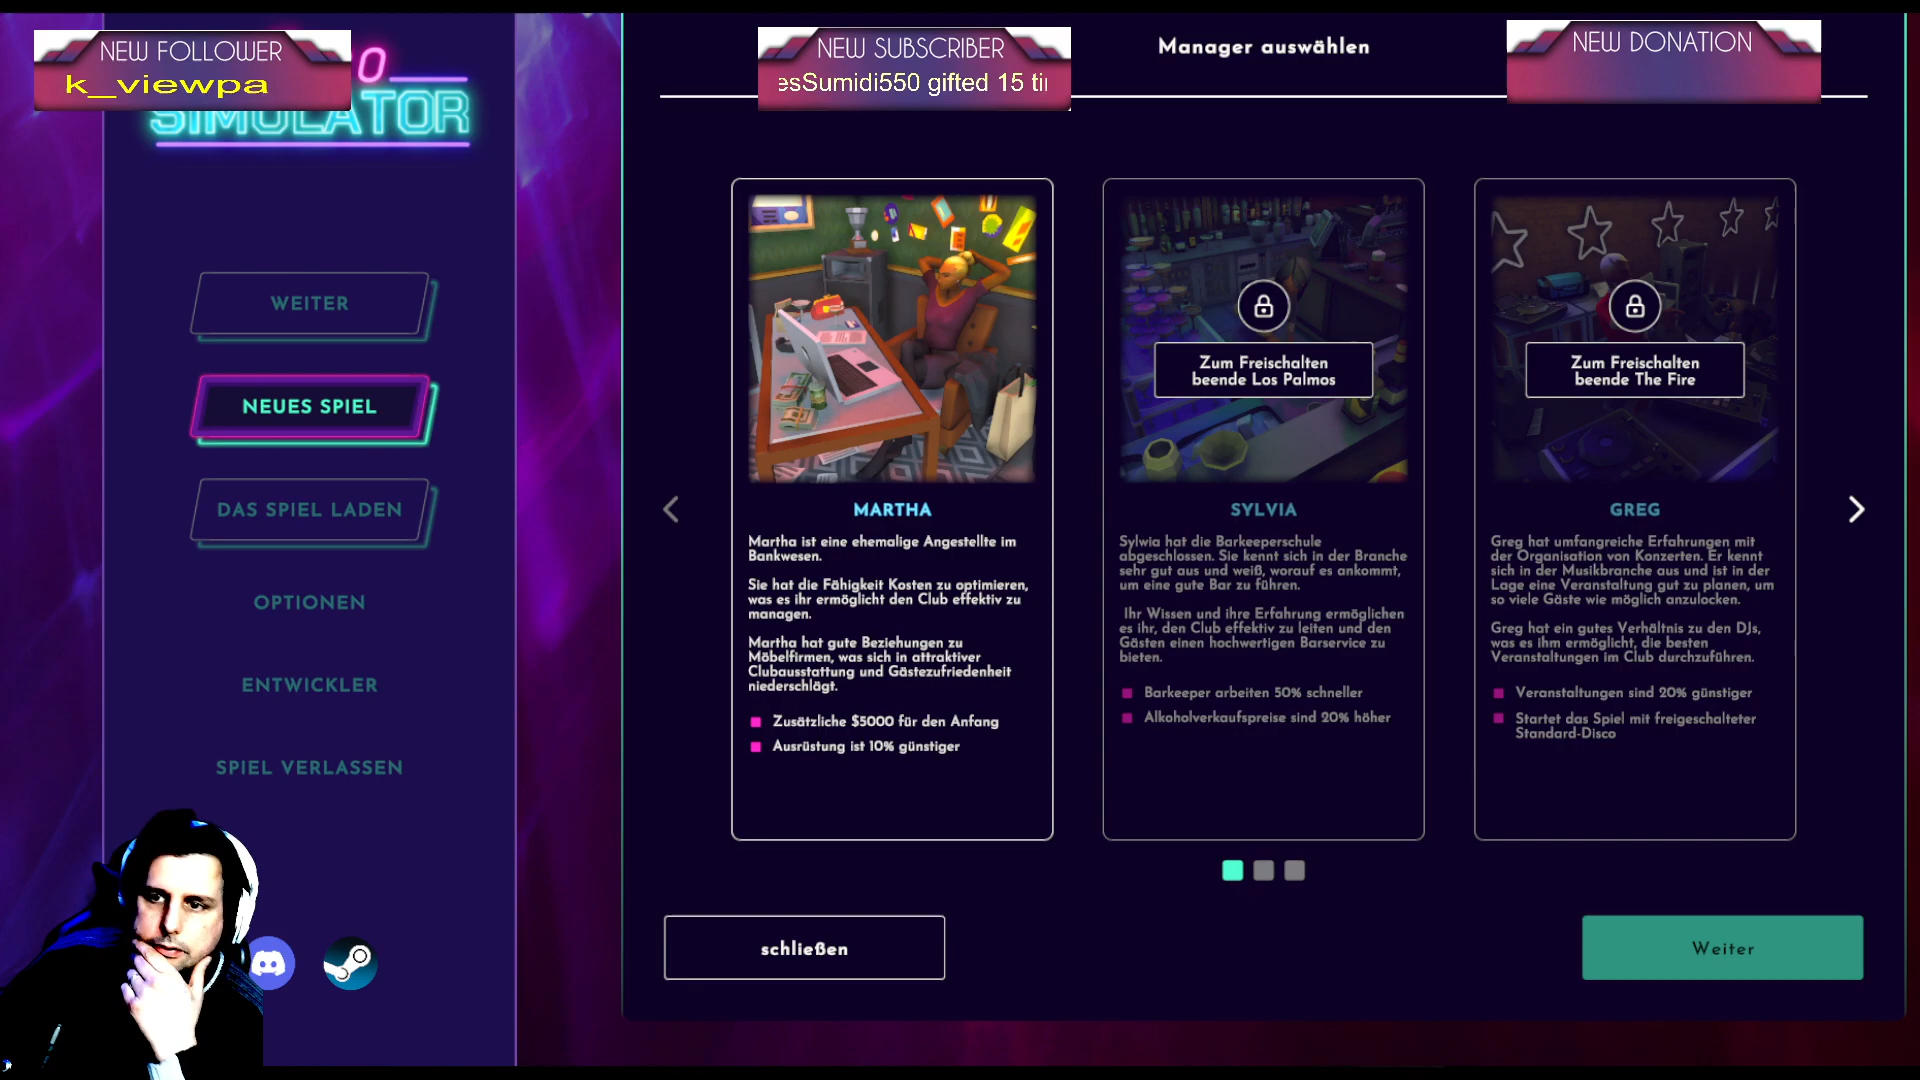 NEW FOLLOWER
k_viewpa
O
SIMULATOR
WEITER
NEUES SPIEL
DAS SPIEL LADEN
OPTIONEN
ENTWICKLER
SPIEL VERLASSEN
NEW SUBSCRIBER
esSumidi550 gifted 15 ti
Manager auswählen
NEW DONATION
MARTHA
Martha ist eine ehemalige Angestellte im
Bankwesen.
Sie hat die Fähigkeit Kosten zu optimieren,
was es ihr ermöglicht den Club effektiv zu
managen.
Martha hat gute Beziehungen zu
Möbelfirmen, was sich in attraktiver
Clubausstattung und Gästezufriedenheit
niederschlägt.
Zusätzliche $5000 für den Anfang
Ausrüstung ist 10% günstiger
Zum Freischalten
beende Los Palmos
SYLVIA
Sylwia hat die Barkeeperschule
abgeschlossen. Sie kennt sich in der Branche
sehr gut aus und weiß, worauf es ankommt,
um eine gute Bar zu führen.
Ihr Wissen und ihre Erfahrung ermöglichen
es ihr, den Club effektiv zu leiten und den
Gästen einen hochwertigen Barservice zu
bieten.
Barkeeper arbeiten 50% schneller
Alkoholverkaufspreise sind 20% höher
Zum Freischalten
beende The Fire
GREG
Greg hat umfangreiche Erfahrungen mit
der Organisation von Konzerten. Er kennt
sich in der Musikbranche aus und ist in der
Lage eine Veranstaltung gut zu planen, um
so viele Gäste wie möglich anzulocken.
Greg hat ein gutes Verhältnis zu den DJs,
was es ihm ermöglicht, die besten
Veranstaltungen im Club durchzuführen.
Veranstaltungen sind 20% günstiger
Startet das Spiel mit freigeschalteter
Standard-Disco
schließen
Weiter